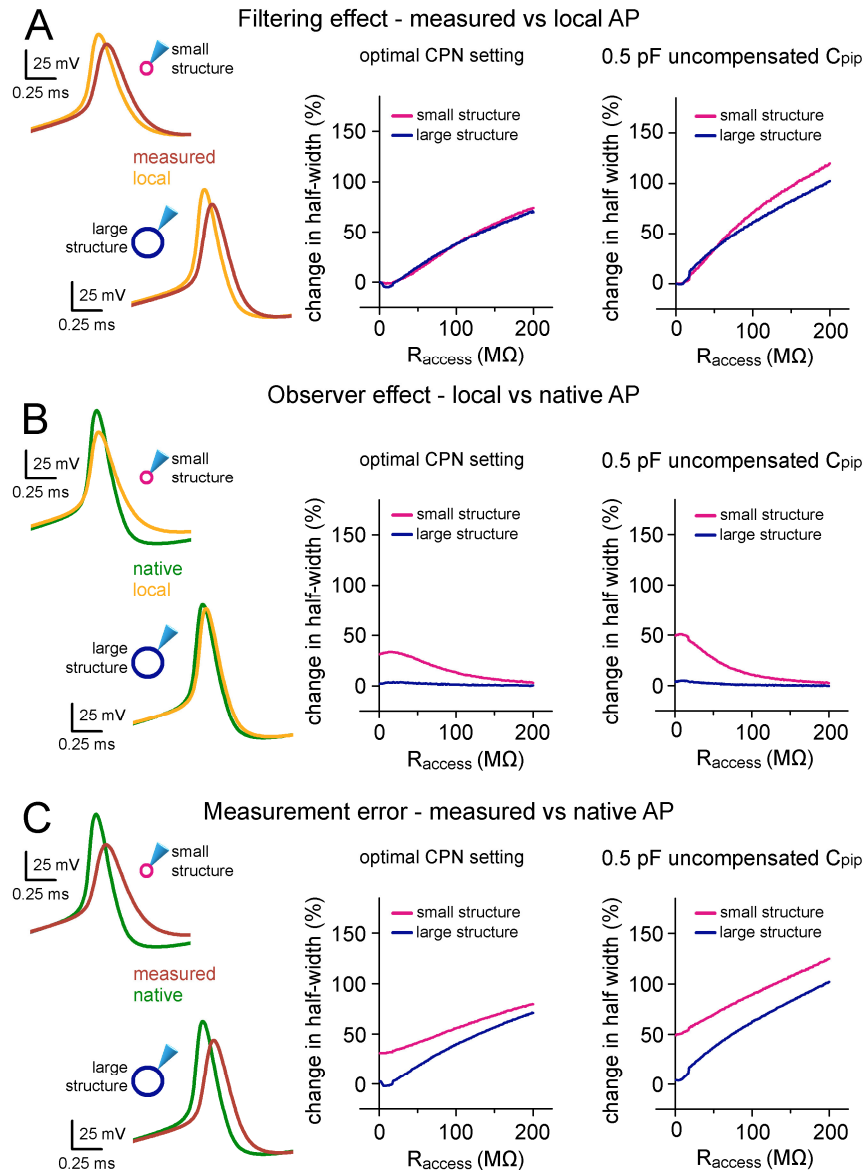 A
Filtering effect - measured vs local AP
25 mV
0.25 ms
small
structure
measured
local
large
structure
25 mV
0.25 ms
optimal CPN setting
small structure
large structure
change in half-width (%)
150
100
50
0
0
100
200
Raccess (MΩ)
0.5 pF uncompensated Cpip
small structure
large structure
change in half width (%)
150
100
50
0
0
100
200
Raccess (MΩ)
B
Observer effect - local vs native AP
25 mV
0.25 ms
small
structure
native
local
large
structure
25 mV
0.25 ms
optimal CPN setting
small structure
large structure
change in half-width (%)
150
100
50
0
0
100
200
Raccess (MΩ)
0.5 pF uncompensated Cpip
small structure
large structure
change in half width (%)
150
100
50
0
0
100
200
Raccess (MΩ)
C
Measurement error - measured vs native AP
25 mV
0.25 ms
small
structure
measured
native
large
structure
25 mV
0.25 ms
optimal CPN setting
small structure
large structure
change in half-width (%)
150
100
50
0
0
100
200
Raccess (MΩ)
0.5 pF uncompensated Cpip
small structure
large structure
change in half width (%)
150
100
50
0
0
100
200
Raccess (MΩ)